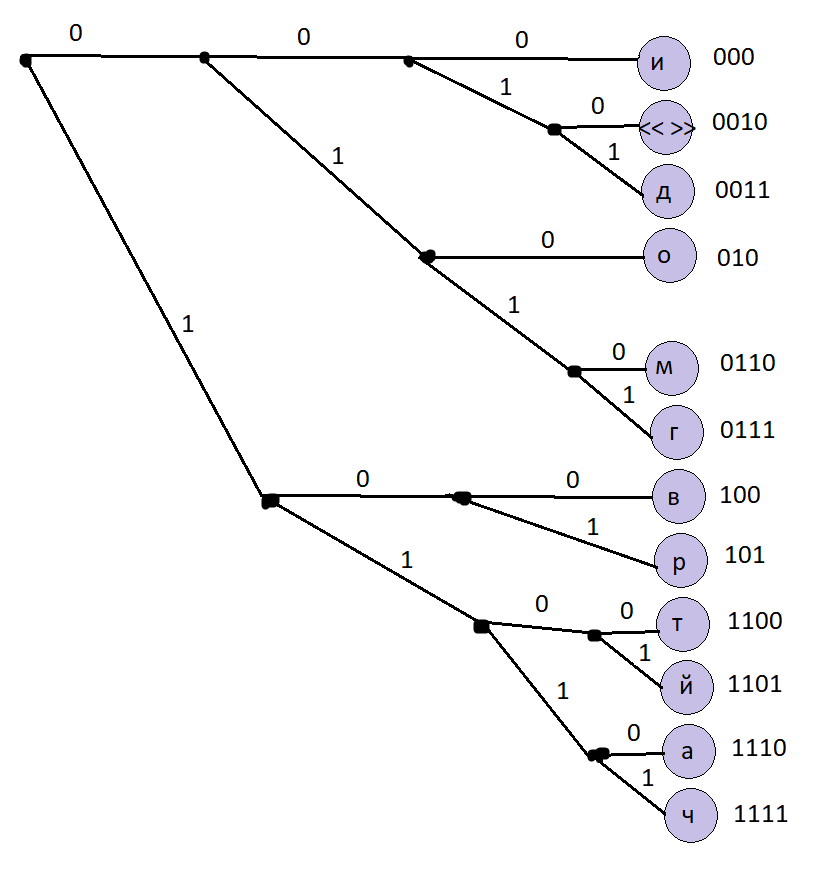 0 0 0 и 000
1 0 << >> 0010
1 д 0011
1 0 о 010
1 0 м 0110
1 г 0111
1 0 0 в 100
1 р 101
1 0 0 т 1100
1 й 1101
1 0 а 1110
1 ч 1111